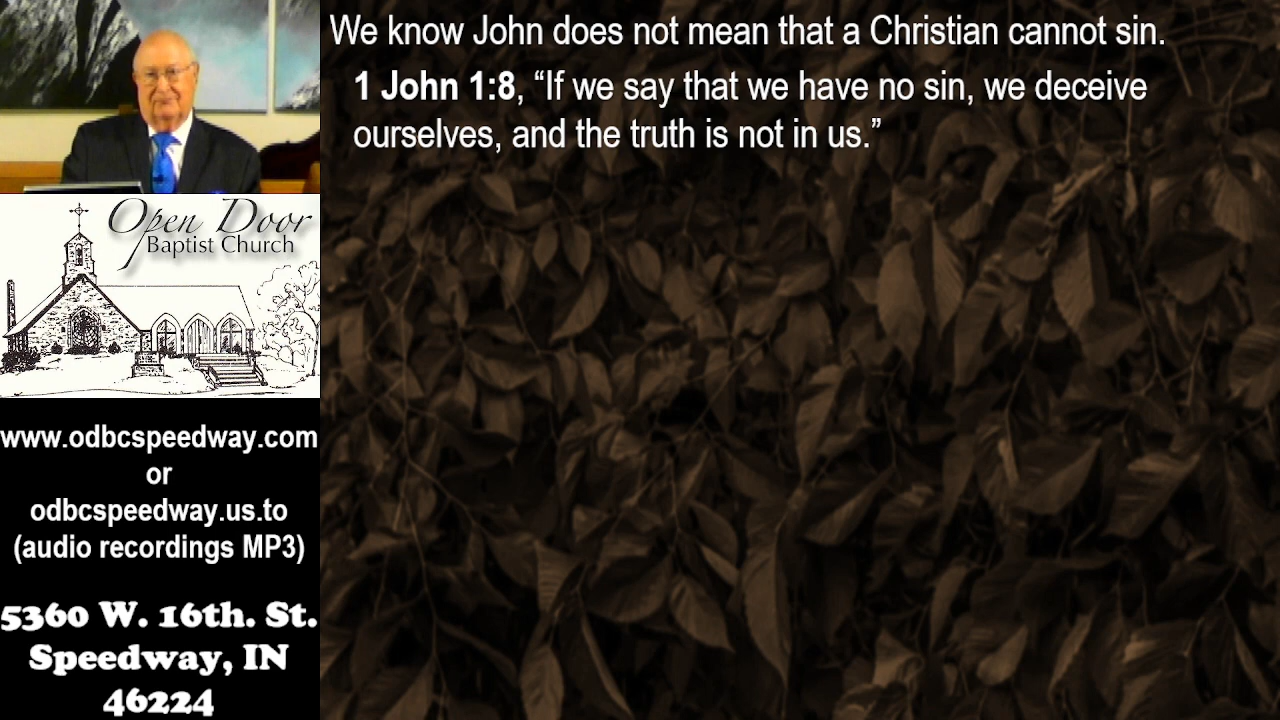 We know John does not mean that a Christian cannot sin.
1 John 1:8, “If we say that we have no sin, we deceive
ourselves, and the truth is not in us.”
Open Door
Baptist Church
www.odbcspeedway.com
or
odbcspeedway.us.to
(audio recordings MP3)
5360 W. 16th. St.
Speedway, IN
46224